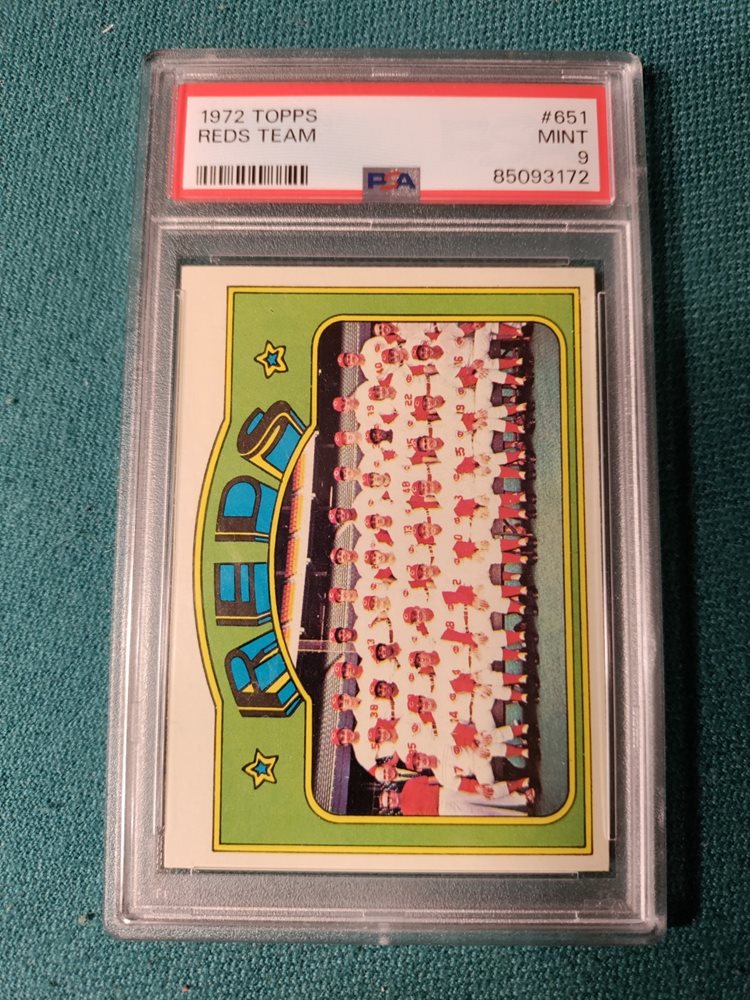 1972 TOPPS
REDS TEAM
#651
MINT
9
85093172
PSA
REDS